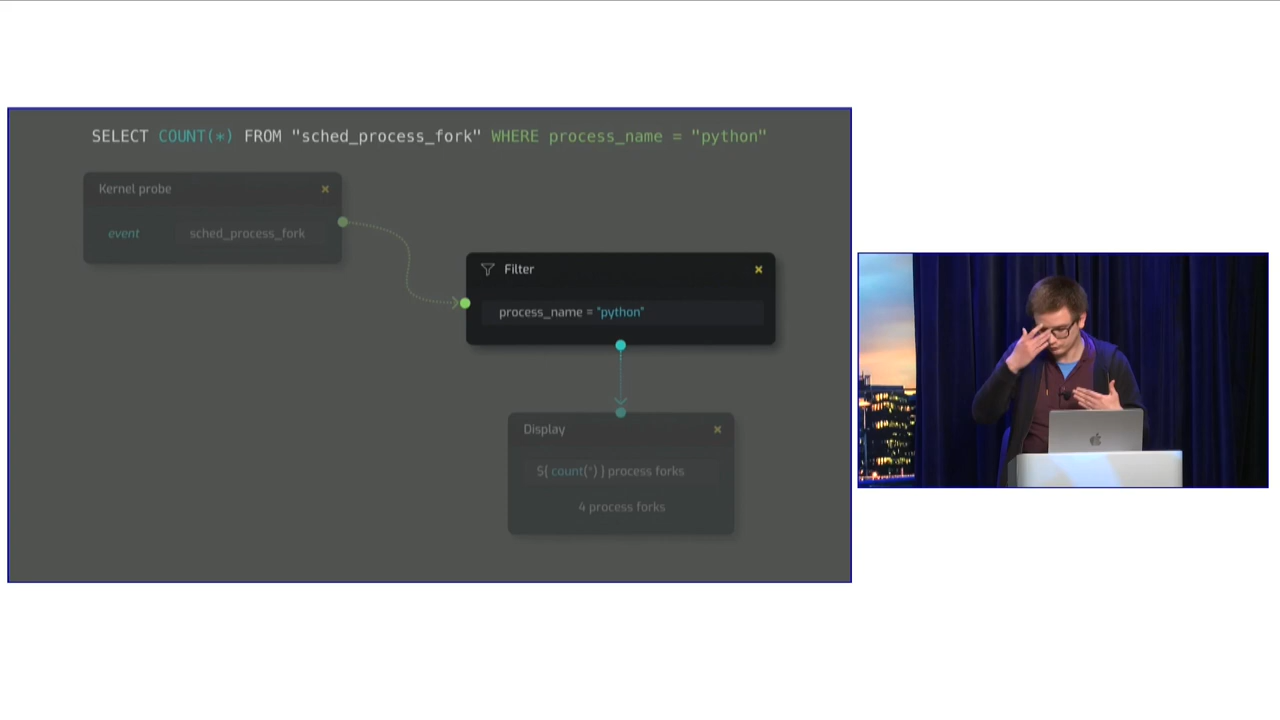 SELECT COUNT(*) FROM "sched_process_fork" WHERE process_name = "python"
Kernel probe ×
event sched_process_fork
Filter ×
process_name = "python"
Display ×
S{ count(*) } process forks
4 process forks